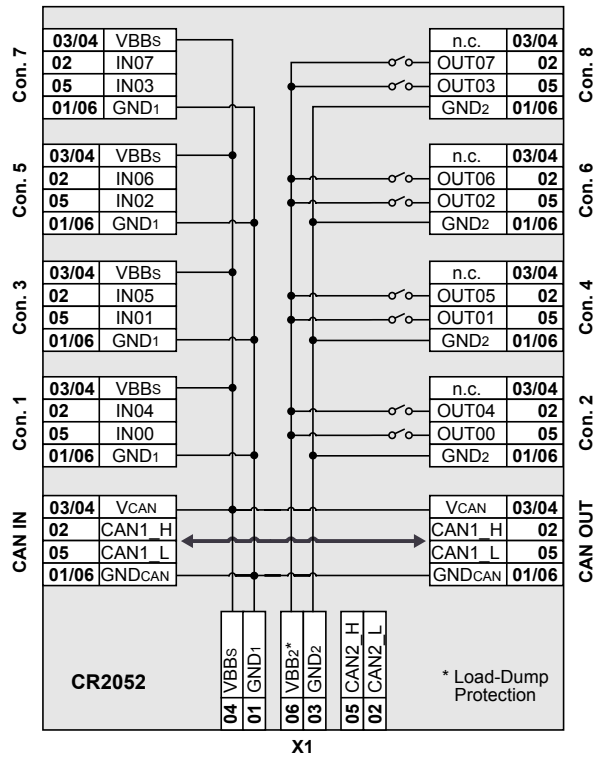 Con. 7
03/04 VBBS
02 IN07
05 IN03
01/06 GND1
n.c. 03/04
OUT07 02
OUT03 05
GND2 01/06
Con. 8
Con. 5
03/04 VBBS
02 IN06
05 IN02
01/06 GND1
n.c. 03/04
OUT06 02
OUT02 05
GND2 01/06
Con. 6
Con. 3
03/04 VBBS
02 IN05
05 IN01
01/06 GND1
n.c. 03/04
OUT05 02
OUT01 05
GND2 01/06
Con. 4
Con. 1
03/04 VBBS
02 IN04
05 IN00
01/06 GND1
n.c. 03/04
OUT04 02
OUT00 05
GND2 01/06
Con. 2
CAN IN
03/04 VCAN
02 CAN1_H
05 CAN1_L
01/06 GNDCAN
VCAN 03/04
CAN1_H 02
CAN1_L 05
GNDCAN 01/06
CAN OUT
CR2052
04 VBBS
01 GND1
06 VBB2*
03 GND2
05 CAN2_H
02 CAN2_L
* Load-Dump
Protection
X1